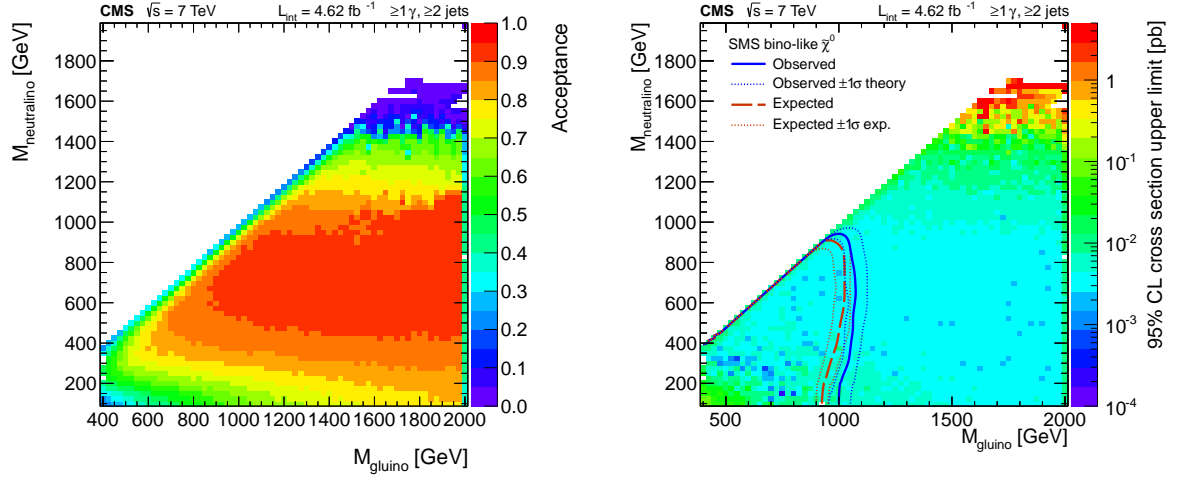 CMS √s = 7 TeV L_int = 4.62 fb⁻¹ ≥1γ, ≥2 jets
M_neutralino [GeV]
1800
1600
1400
1200
1000
800
600
400
200
400 600 800 1000 1200 1400 1600 1800 2000
M_gluino [GeV]
1.0
0.9
0.8
0.7
0.6
0.5
0.4
0.3
0.2
0.1
0.0
Acceptance
CMS √s = 7 TeV L_int = 4.62 fb⁻¹ ≥1γ, ≥2 jets
M_neutralino [GeV]
1800
1600
1400
1200
1000
800
600
400
200
SMS bino-like χ̃⁰
Observed
Observed ±1σ theory
Expected
Expected ±1σ exp.
500 1000 1500 2000
M_gluino [GeV]
1
10⁻¹
10⁻²
10⁻³
10⁻⁴
95% CL cross section upper limit [pb]